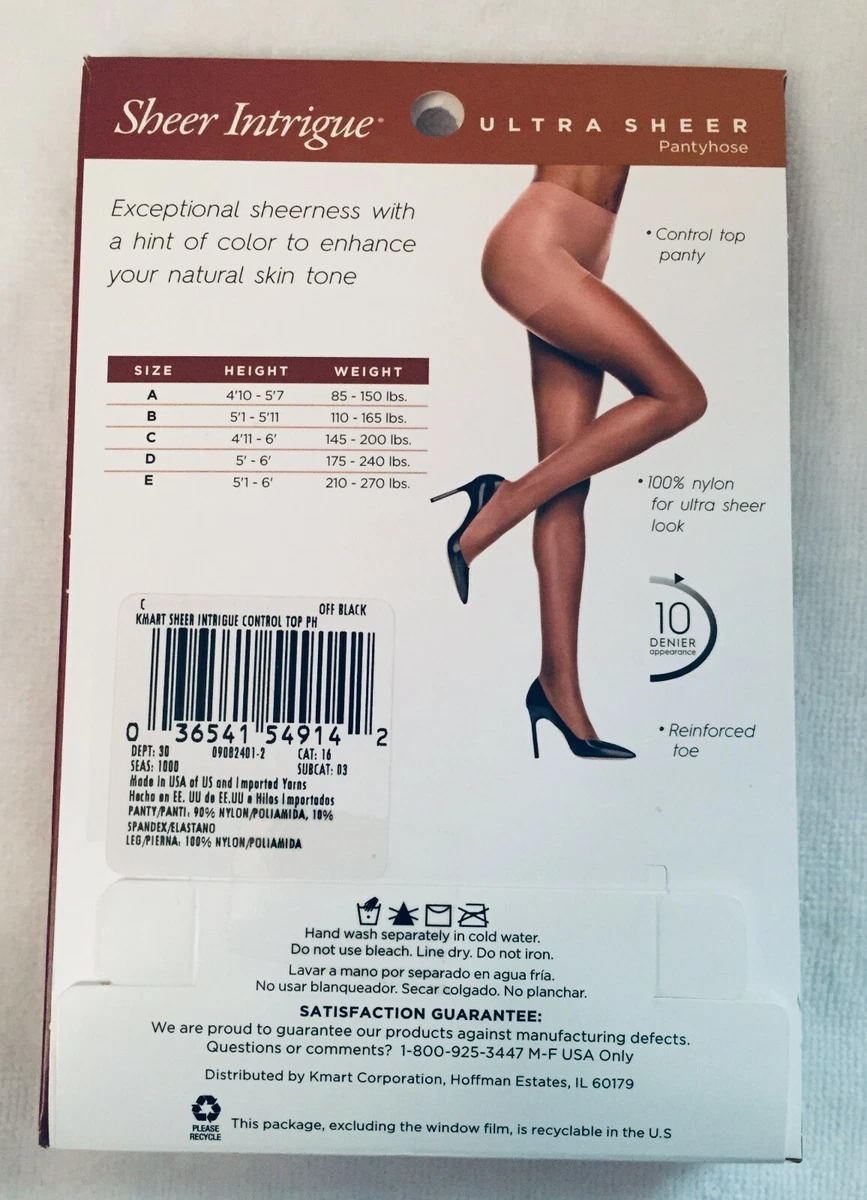 Sheer Intrigue®
ULTRA SHEER
Pantyhose
Exceptional sheerness with
a hint of color to enhance
your natural skin tone
• Control top
panty
SIZE HEIGHT WEIGHT
A 4'10 - 5'7 85 - 150 lbs.
B 5'1 - 5'11 110 - 165 lbs.
C 4'11 - 6' 145 - 200 lbs.
D 5' - 6' 175 - 240 lbs.
E 5'1 - 6' 210 - 270 lbs.
• 100% nylon
for ultra sheer
look
10
DENIER
appearance
• Reinforced
toe
C OFF BLACK
KMART SHEER INTRIGUE CONTROL TOP PH
0 36541 54914 2
DEPT: 30 09082401-2 CAT: 16
SEAS: 1000 SUBCAT: 03
Made in USA of US and Imported Yarns
Hecho en EE. UU de EE.UU e Hilos Importados
PANTY/PANTI: 90% NYLON/POLIAMIDA, 10%
SPANDEX/ELASTANO
LEG/PIERNA: 100% NYLON/POLIAMIDA
Hand wash separately in cold water.
Do not use bleach. Line dry. Do not iron.
Lavar a mano por separado en agua fría.
No usar blanqueador. Secar colgado. No planchar.
SATISFACTION GUARANTEE:
We are proud to guarantee our products against manufacturing defects.
Questions or comments? 1-800-925-3447 M-F USA Only
Distributed by Kmart Corporation, Hoffman Estates, IL 60179
PLEASE
RECYCLE
This package, excluding the window film, is recyclable in the U.S